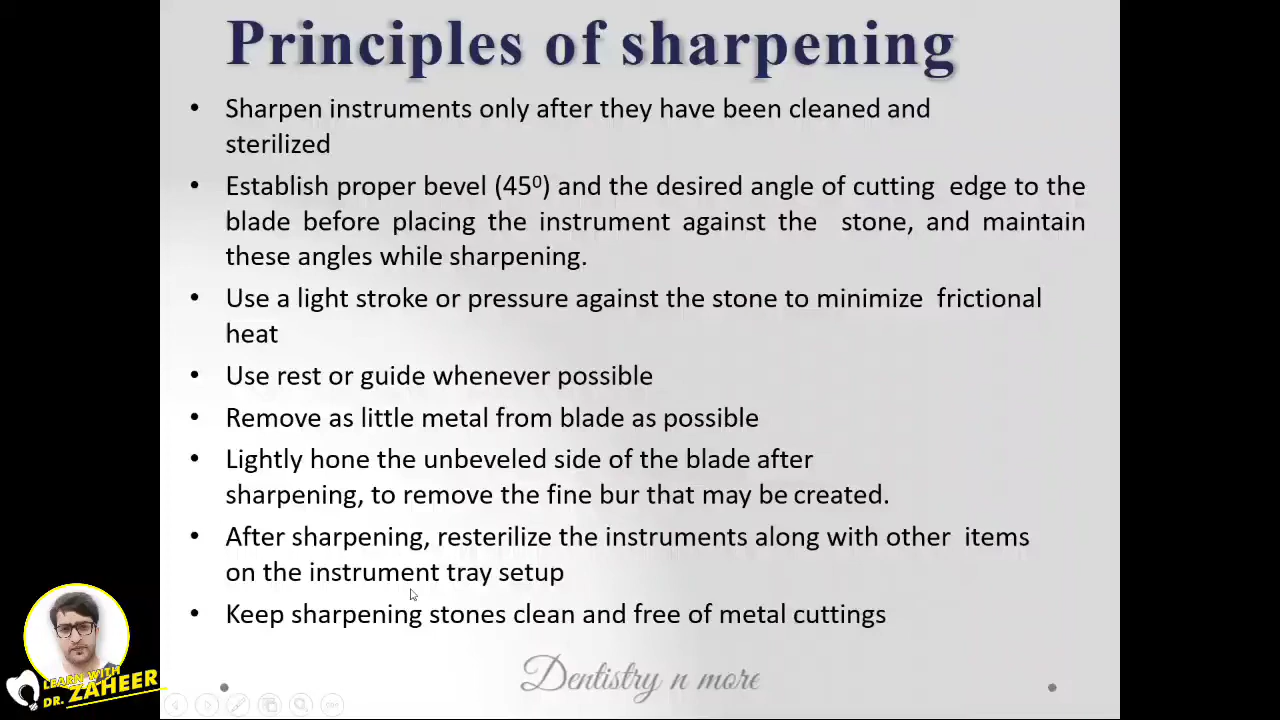 Principles of sharpening
• Sharpen instruments only after they have been cleaned and
sterilized
• Establish proper bevel (45⁰) and the desired angle of cutting edge to the
blade before placing the instrument against the stone, and maintain
these angles while sharpening.
• Use a light stroke or pressure against the stone to minimize frictional
heat
• Use rest or guide whenever possible
• Remove as little metal from blade as possible
• Lightly hone the unbeveled side of the blade after
sharpening, to remove the fine bur that may be created.
• After sharpening, resterilize the instruments along with other items
on the instrument tray setup
• Keep sharpening stones clean and free of metal cuttings
Dentistry n more
LEARN WITH
DR. ZAHEER